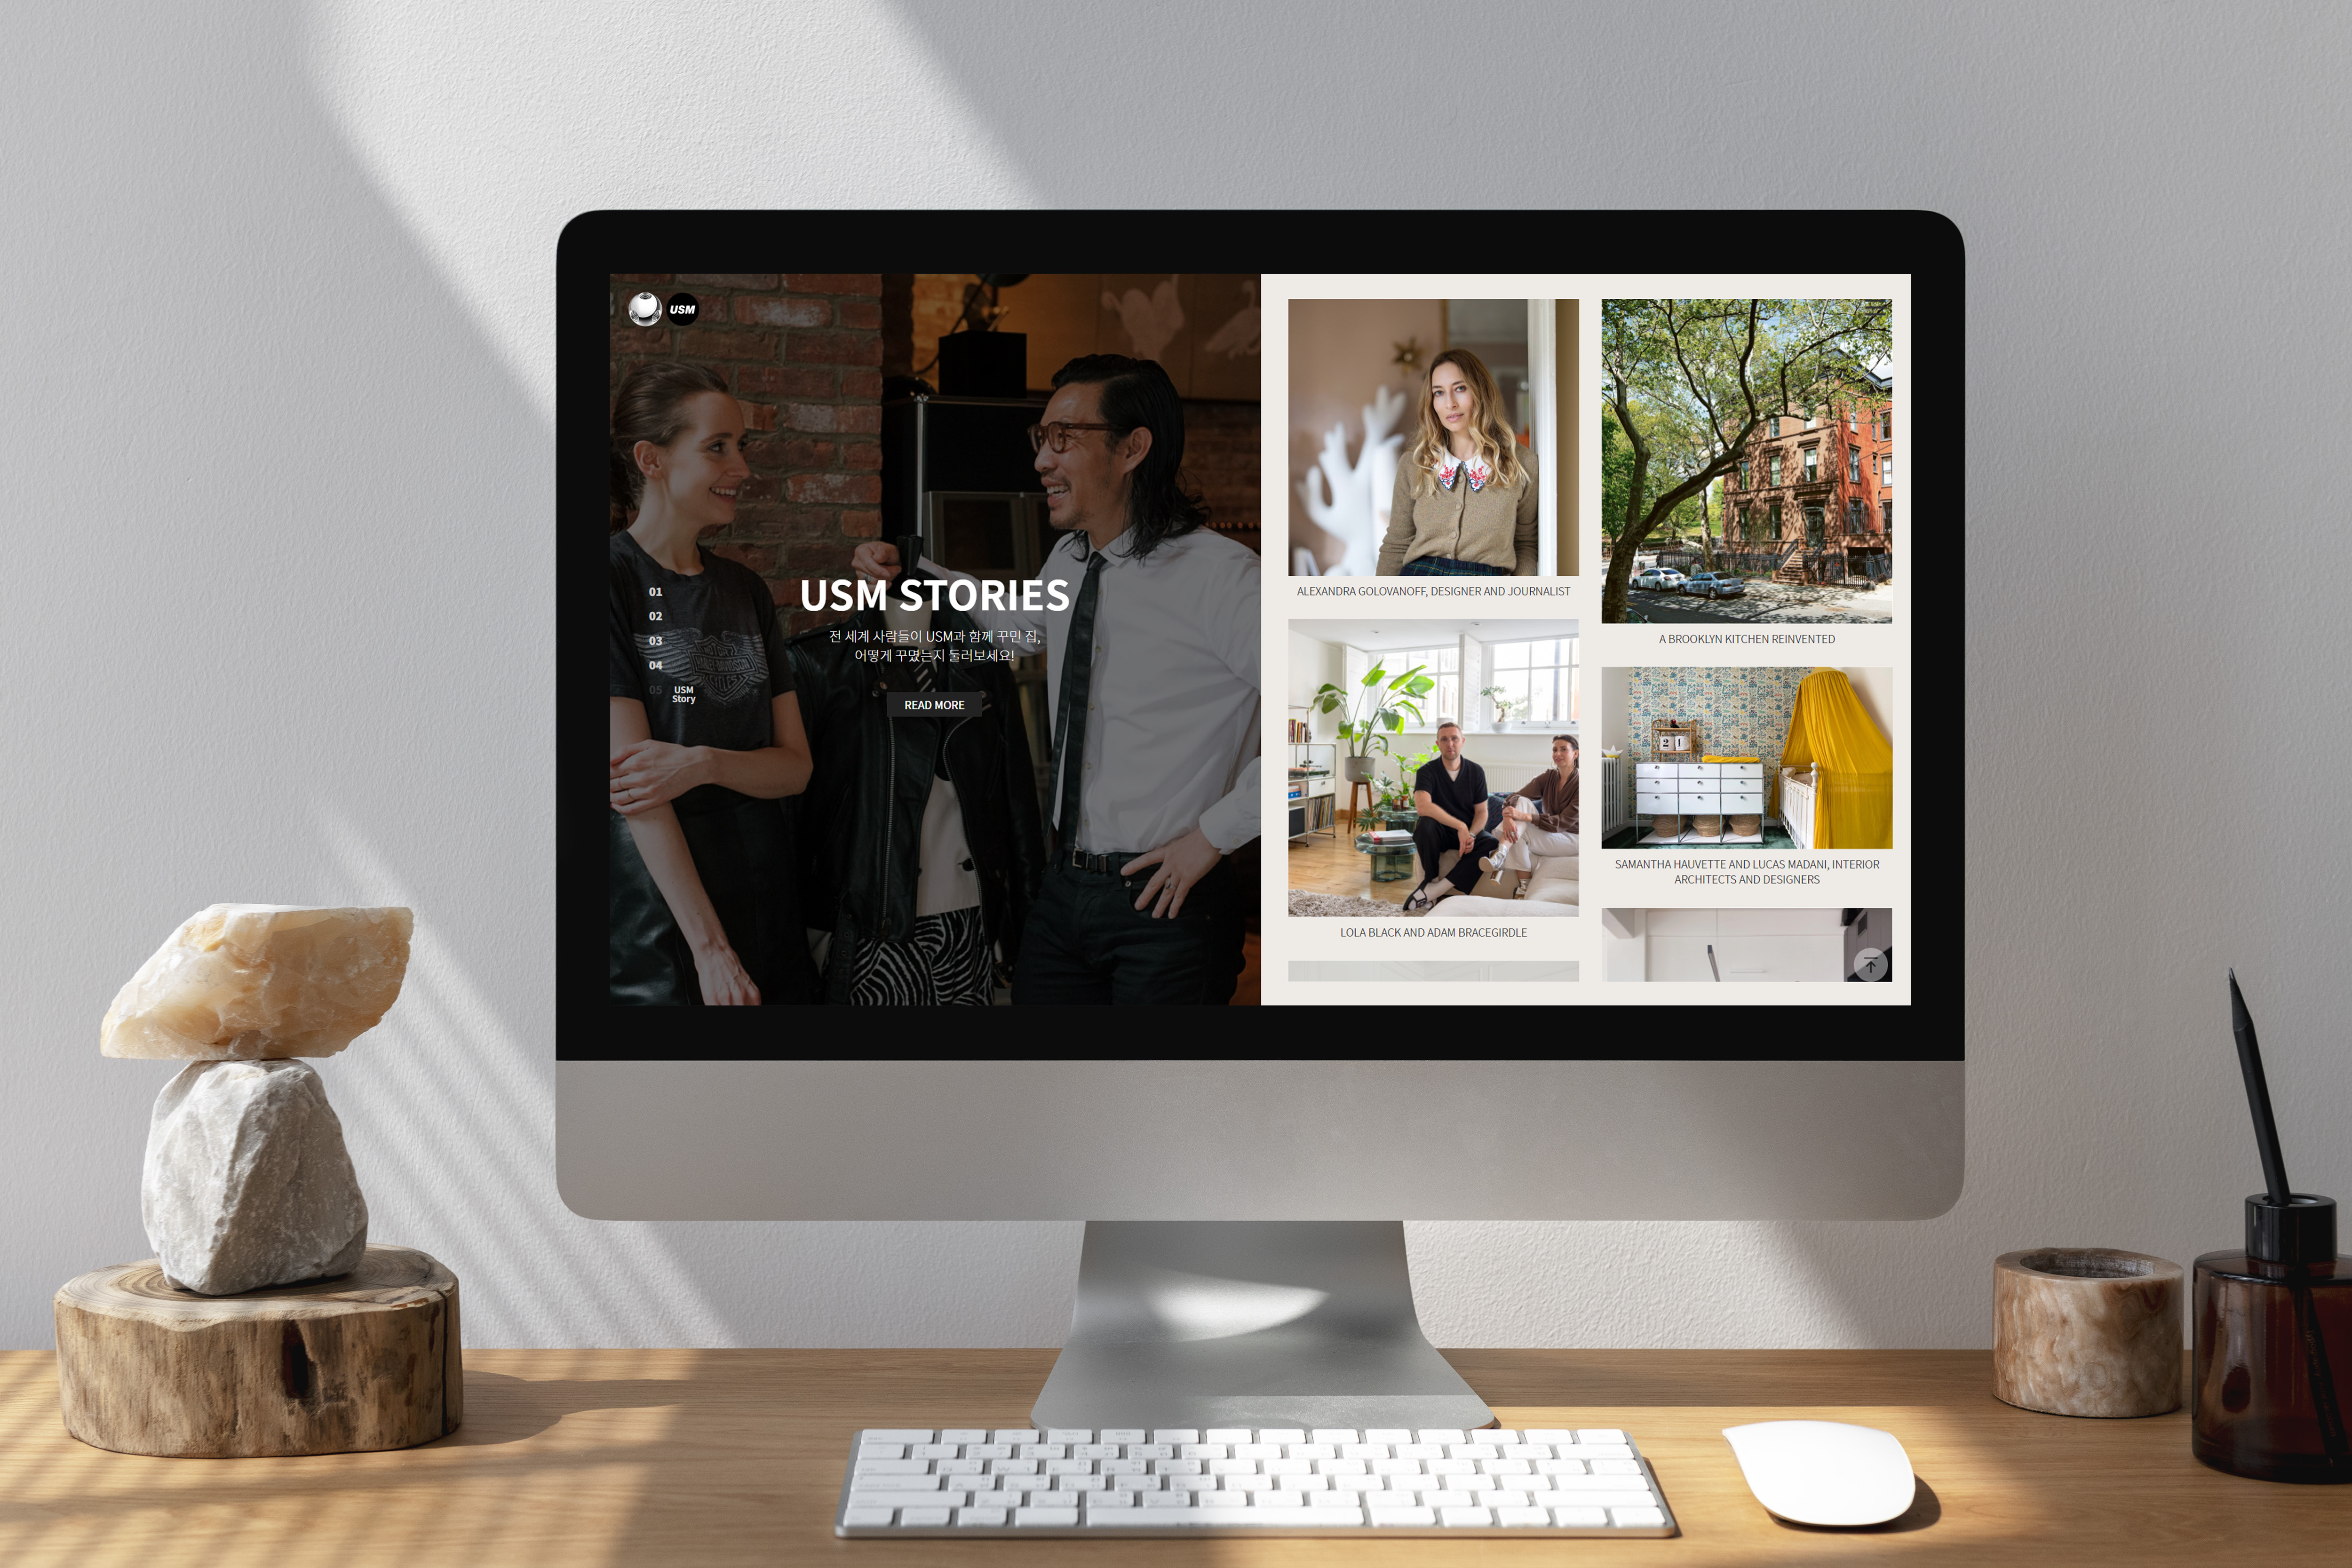 USM
01
02
03
04
05
USM
Story
USM STORIES
전 세계 사람들이 USM과 함께 꾸민 집,
어떻게 꾸몄는지 둘러보세요!
READ MORE
ALEXANDRA GOLOVANOFF, DESIGNER AND JOURNALIST
LOLA BLACK AND ADAM BRACEGIRDLE
A BROOKLYN KITCHEN REINVENTED
21
SAMANTHA HAUVETTE AND LUCAS MADANI, INTERIOR
ARCHITECTS AND DESIGNERS